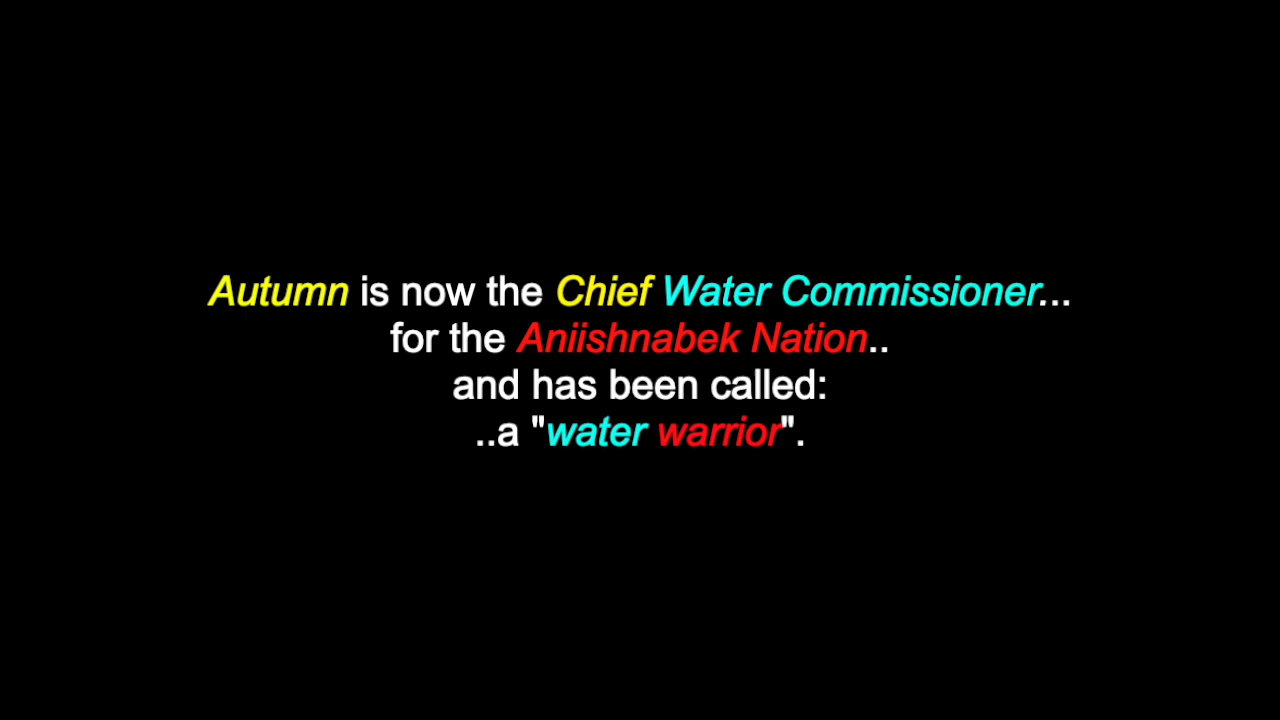 Autumn is now the Chief Water Commissioner...
for the Aniishnabek Nation..
and has been called:
..a "water warrior".